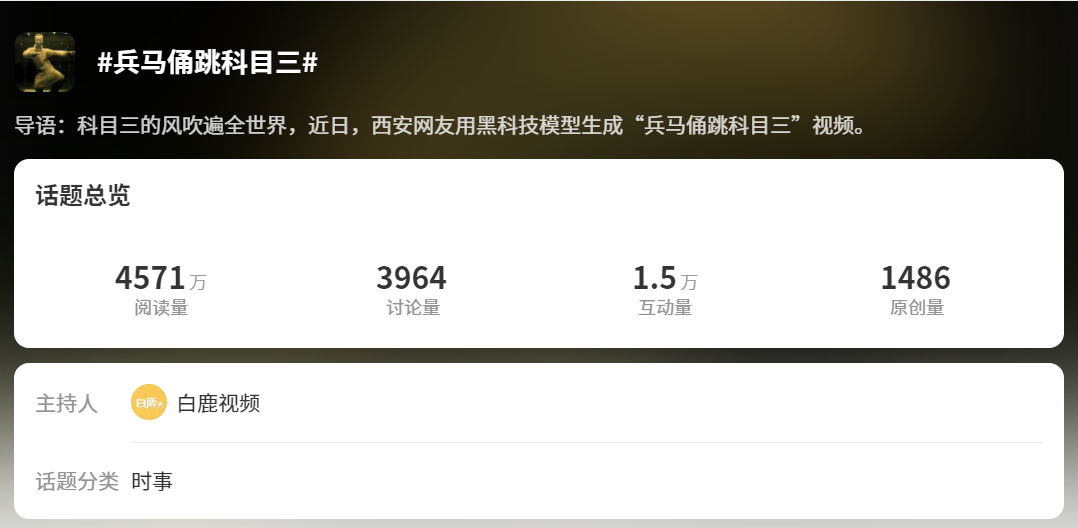 #兵马俑跳科目三#
导语：科目三的风吹遍全世界，近日，西安网友用黑科技模型生成“兵马俑跳科目三”视频。
话题总览
4571万 3964 1.5万 1486
阅读量 讨论量 互动量 原创量
主持人 白鹿视频
话题分类 时事